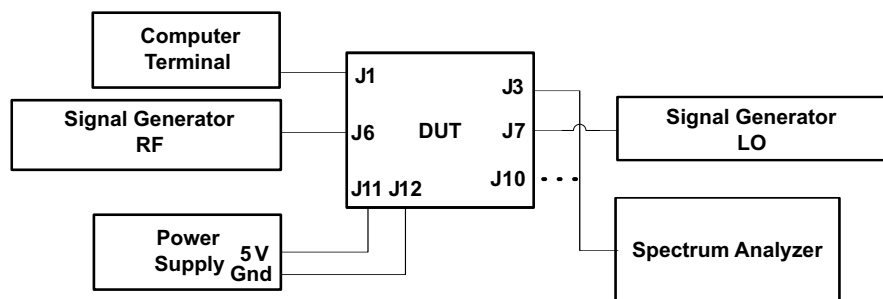 Computer
Terminal
J1
J3
Signal Generator
RF
J6
DUT
J7
Signal Generator
LO
J10
J11 J12
Power
Supply
5V
Gnd
Spectrum Analyzer